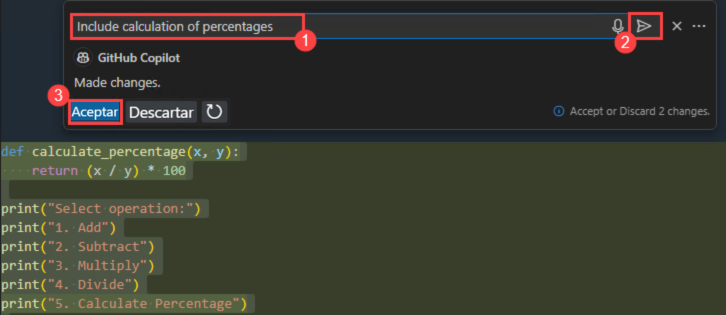 Include calculation of percentages
1
2
GitHub Copilot
Made changes.
3
Aceptar Descartar Accept or Discard 2 changes.
def calculate_percentage(x, y):
    return (x / y) * 100
print("Select operation:")
print("1. Add")
print("2. Subtract")
print("3. Multiply")
print("4. Divide")
print("5. Calculate Percentage")